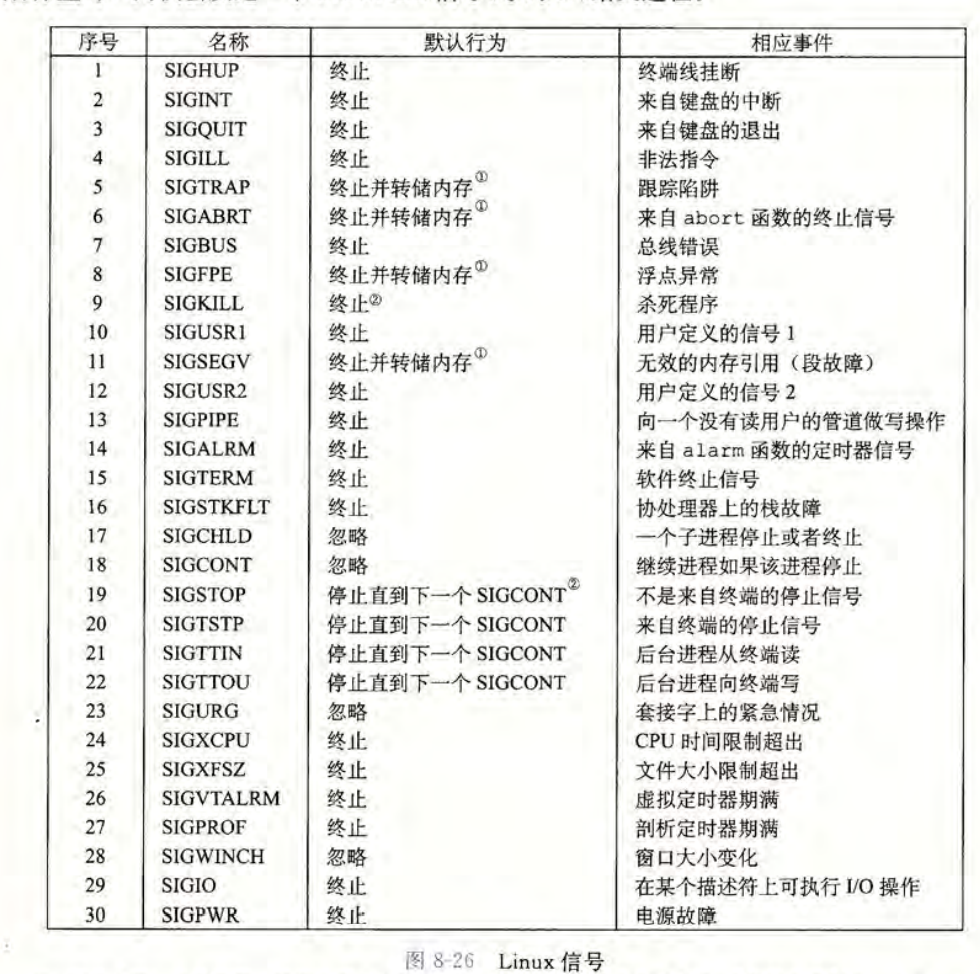 序号 名称 默认行为 相应事件
1 SIGHUP 终止 终端线挂断
2 SIGINT 终止 来自键盘的中断
3 SIGQUIT 终止 来自键盘的退出
4 SIGILL 终止 非法指令
5 SIGTRAP 终止并转储内存① 跟踪陷阱
6 SIGABRT 终止并转储内存① 来自 abort 函数的终止信号
7 SIGBUS 终止 总线错误
8 SIGFPE 终止并转储内存① 浮点异常
9 SIGKILL 终止② 杀死程序
10 SIGUSR1 终止 用户定义的信号 1
11 SIGSEGV 终止并转储内存① 无效的内存引用（段故障）
12 SIGUSR2 终止 用户定义的信号 2
13 SIGPIPE 终止 向一个没有读用户的管道做写操作
14 SIGALRM 终止 来自 alarm 函数的定时器信号
15 SIGTERM 终止 软件终止信号
16 SIGSTKFLT 终止 协处理器上的栈故障
17 SIGCHLD 忽略 一个子进程停止或者终止
18 SIGCONT 忽略 继续进程如果该进程停止
19 SIGSTOP 停止直到下一个 SIGCONT② 不是来自终端的停止信号
20 SIGTSTP 停止直到下一个 SIGCONT 来自终端的停止信号
21 SIGTTIN 停止直到下一个 SIGCONT 后台进程从终端读
22 SIGTTOU 停止直到下一个 SIGCONT 后台进程向终端写
23 SIGURG 忽略 套接字上的紧急情况
24 SIGXCPU 终止 CPU 时间限制超出
25 SIGXFSZ 终止 文件大小限制超出
26 SIGVTALRM 终止 虚拟定时器期满
27 SIGPROF 终止 剖析定时器期满
28 SIGWINCH 忽略 窗口大小变化
29 SIGIO 终止 在某个描述符上可执行 I/O 操作
30 SIGPWR 终止 电源故障
图 8-26 Linux 信号